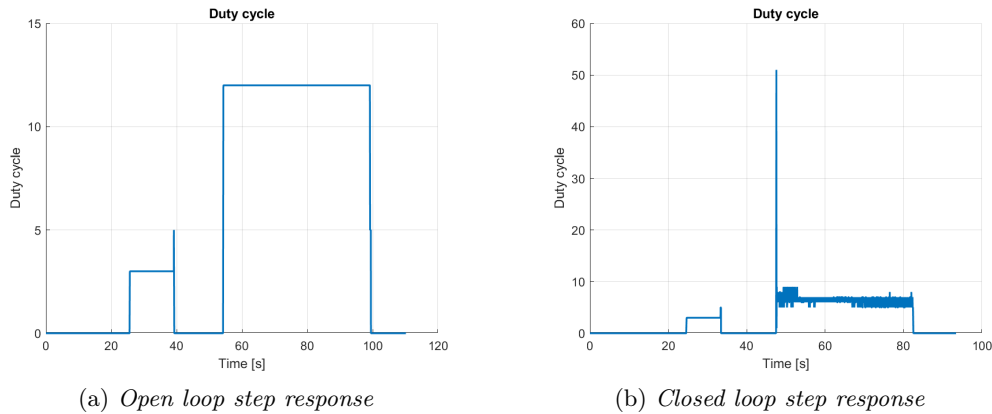 Duty cycle
15
10
5
0
Duty cycle
0 20 40 60 80 100 120
Time [s]
(a) Open loop step response
Duty cycle
60
50
40
30
20
10
0
Duty cycle
0 20 40 60 80 100
Time [s]
(b) Closed loop step response